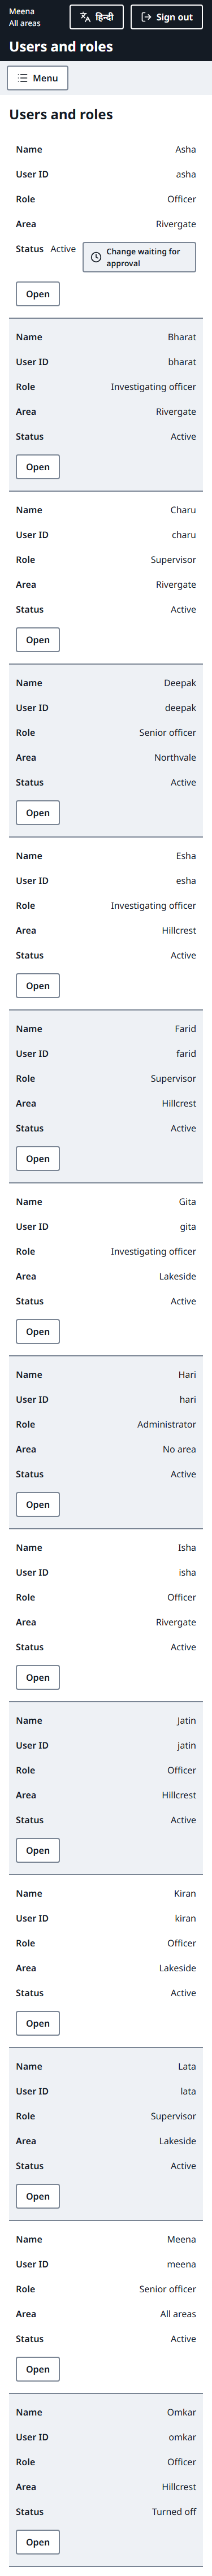 Meena
All areas
हिन्दी
Sign out
Users and roles
Menu
Users and roles
Name Asha
User ID asha
Role Officer
Area Rivergate
Status Active Change waiting for
approval
Open
Name Bharat
User ID bharat
Role Investigating officer
Area Rivergate
Status Active
Open
Name Charu
User ID charu
Role Supervisor
Area Rivergate
Status Active
Open
Name Deepak
User ID deepak
Role Senior officer
Area Northvale
Status Active
Open
Name Esha
User ID esha
Role Investigating officer
Area Hillcrest
Status Active
Open
Name Farid
User ID farid
Role Supervisor
Area Hillcrest
Status Active
Open
Name Gita
User ID gita
Role Investigating officer
Area Lakeside
Status Active
Open
Name Hari
User ID hari
Role Administrator
Area No area
Status Active
Open
Name Isha
User ID isha
Role Officer
Area Rivergate
Status Active
Open
Name Jatin
User ID jatin
Role Officer
Area Hillcrest
Status Active
Open
Name Kiran
User ID kiran
Role Officer
Area Lakeside
Status Active
Open
Name Lata
User ID lata
Role Supervisor
Area Lakeside
Status Active
Open
Name Meena
User ID meena
Role Senior officer
Area All areas
Status Active
Open
Name Omkar
User ID omkar
Role Officer
Area Hillcrest
Status Turned off
Open